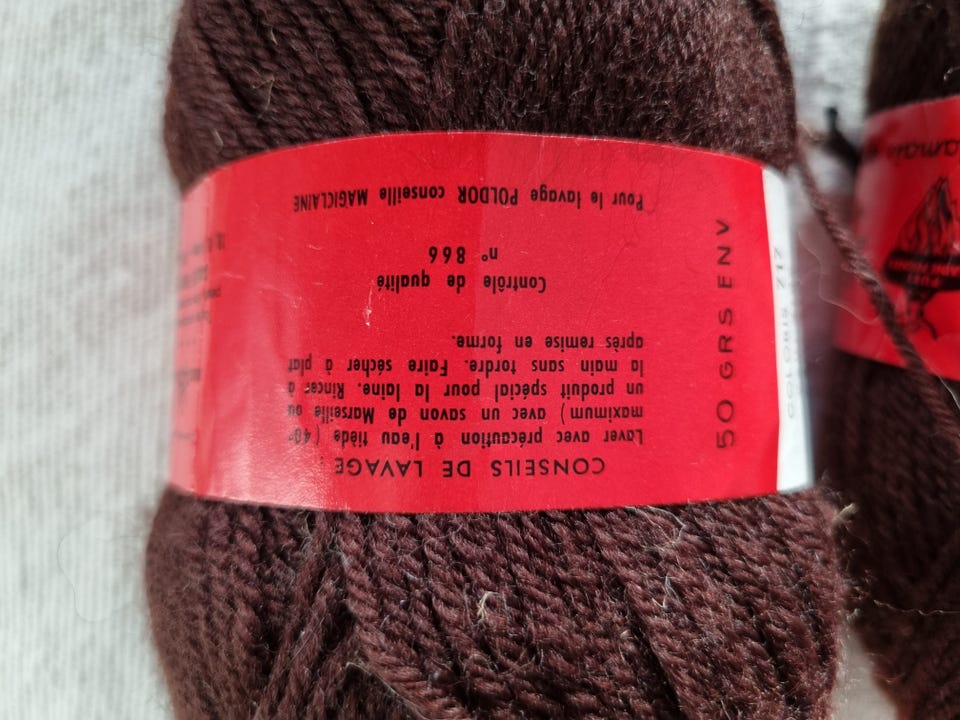 CONSEILS DE LAVAGE :
Laver avec précaution à l'eau tiède (40°
maximum) avec un savon de Marseille ou
un produit spécial pour la laine. Rincer à
la main sans tordre. Faire sécher à plat
après remise en forme.
Contrôle de qualité
n° 866
Pour le lavage POLDOR conseille MAGICLAINE
50 GRS ENV
COLORIS 217